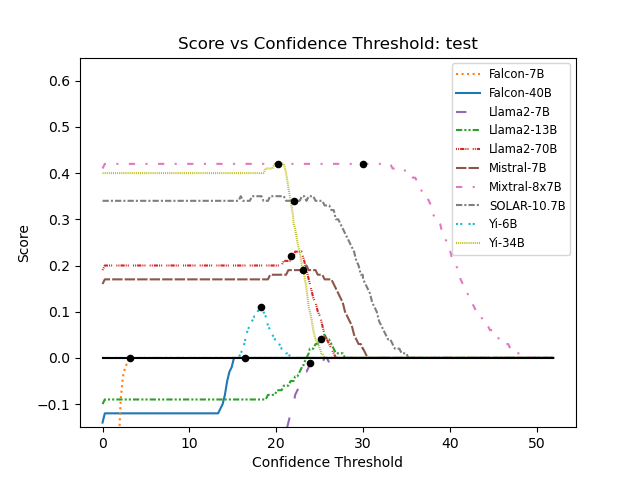 Score vs Confidence Threshold: test
Score
0.6
0.5
0.4
0.3
0.2
0.1
0.0
−0.1
0
10
20
30
40
50
Confidence Threshold
Falcon-7B
Falcon-40B
Llama2-7B
Llama2-13B
Llama2-70B
Mistral-7B
Mixtral-8x7B
SOLAR-10.7B
Yi-6B
Yi-34B